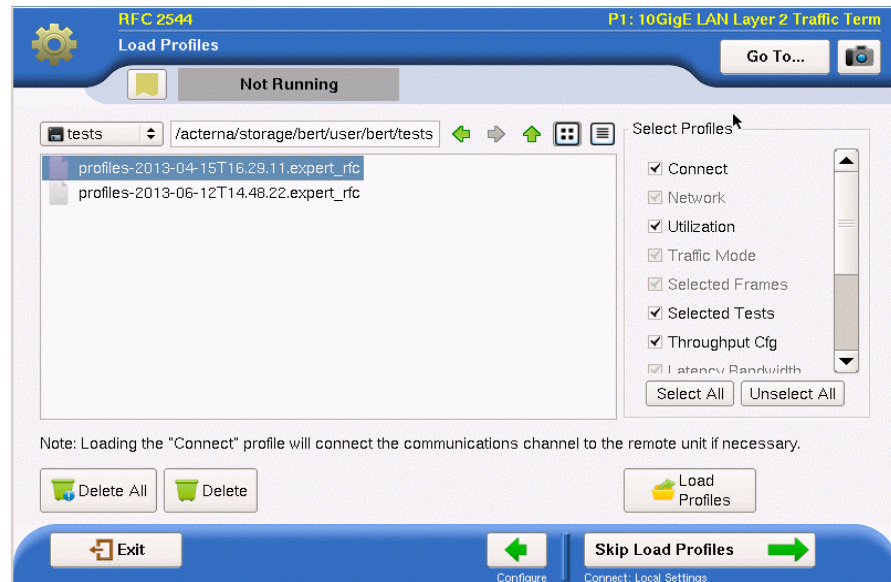 RFC 2544
P1: 10GigE LAN Layer 2 Traffic Term
Load Profiles
Go To...
Not Running
tests
/acterna/storage/bert/user/bert/tests
Select Profiles
profiles-2013-04-15T16.29.11.expert_rfc
profiles-2013-06-12T14.48.22.expert_rfc
Connect
Network
Utilization
Traffic Mode
Selected Frames
Selected Tests
Throughput Cfg
Latency Bandwidth
Select All
Unselect All
Note: Loading the "Connect" profile will connect the communications channel to the remote unit if necessary.
Delete All
Delete
Load
Profiles
Exit
Skip Load Profiles
Configure
Connect: Local Settings